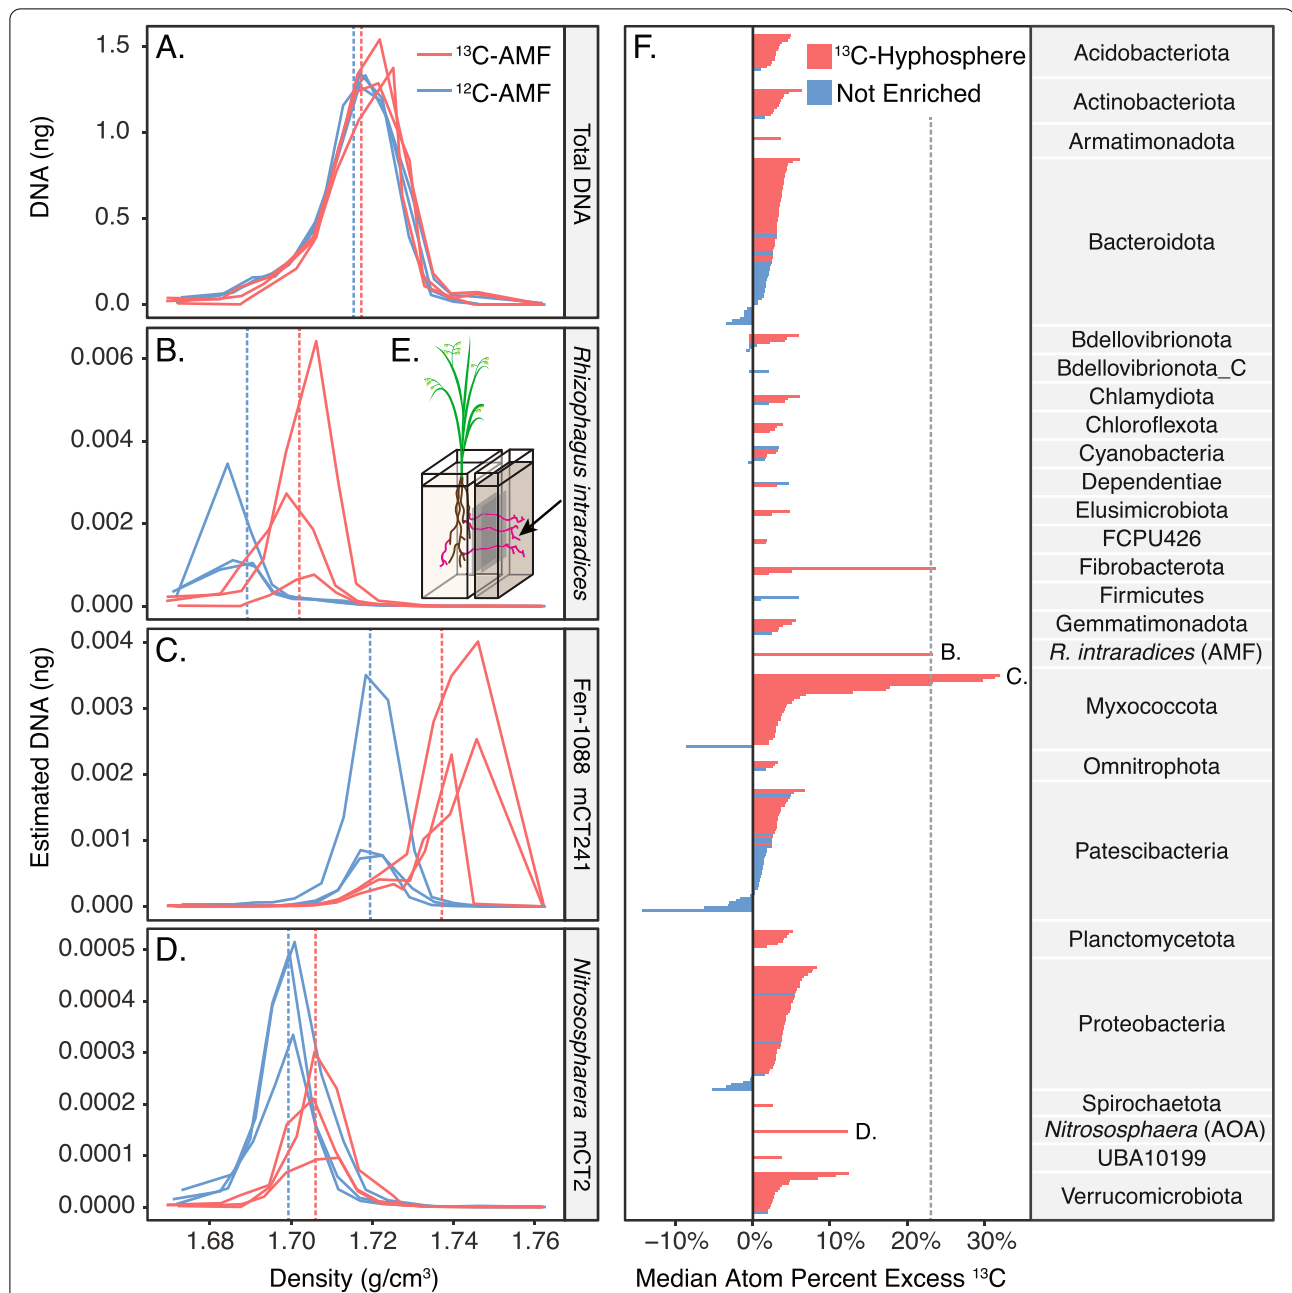 A.
¹³C-AMF
¹²C-AMF
1.5
1.0
0.5
0.0
DNA (ng)
Total DNA
B.
E.
0.006
0.004
0.002
0.000
Rhizophagus intraradices
C.
0.004
0.003
0.002
0.001
0.000
Estimated DNA (ng)
Fen-1088 mCT241
D.
0.0005
0.0004
0.0003
0.0002
0.0001
0.0000
Nitrosospharera mCT2
1.68 1.70 1.72 1.74 1.76
Density (g/cm³)
F.
¹³C-Hyphosphere
Not Enriched
Acidobacteriota
Actinobacteriota
Armatimonadota
Bacteroidota
Bdellovibrionota
Bdellovibrionota_C
Chlamydiota
Chloroflexota
Cyanobacteria
Dependentiae
Elusimicrobiota
FCPU426
Fibrobacterota
Firmicutes
Gemmatimonadota
B. R. intraradices (AMF)
C.
Myxococcota
Omnitrophota
Patescibacteria
Planctomycetota
Proteobacteria
Spirochaetota
D. Nitrososphaera (AOA)
UBA10199
Verrucomicrobiota
−10% 0% 10% 20% 30%
Median Atom Percent Excess ¹³C